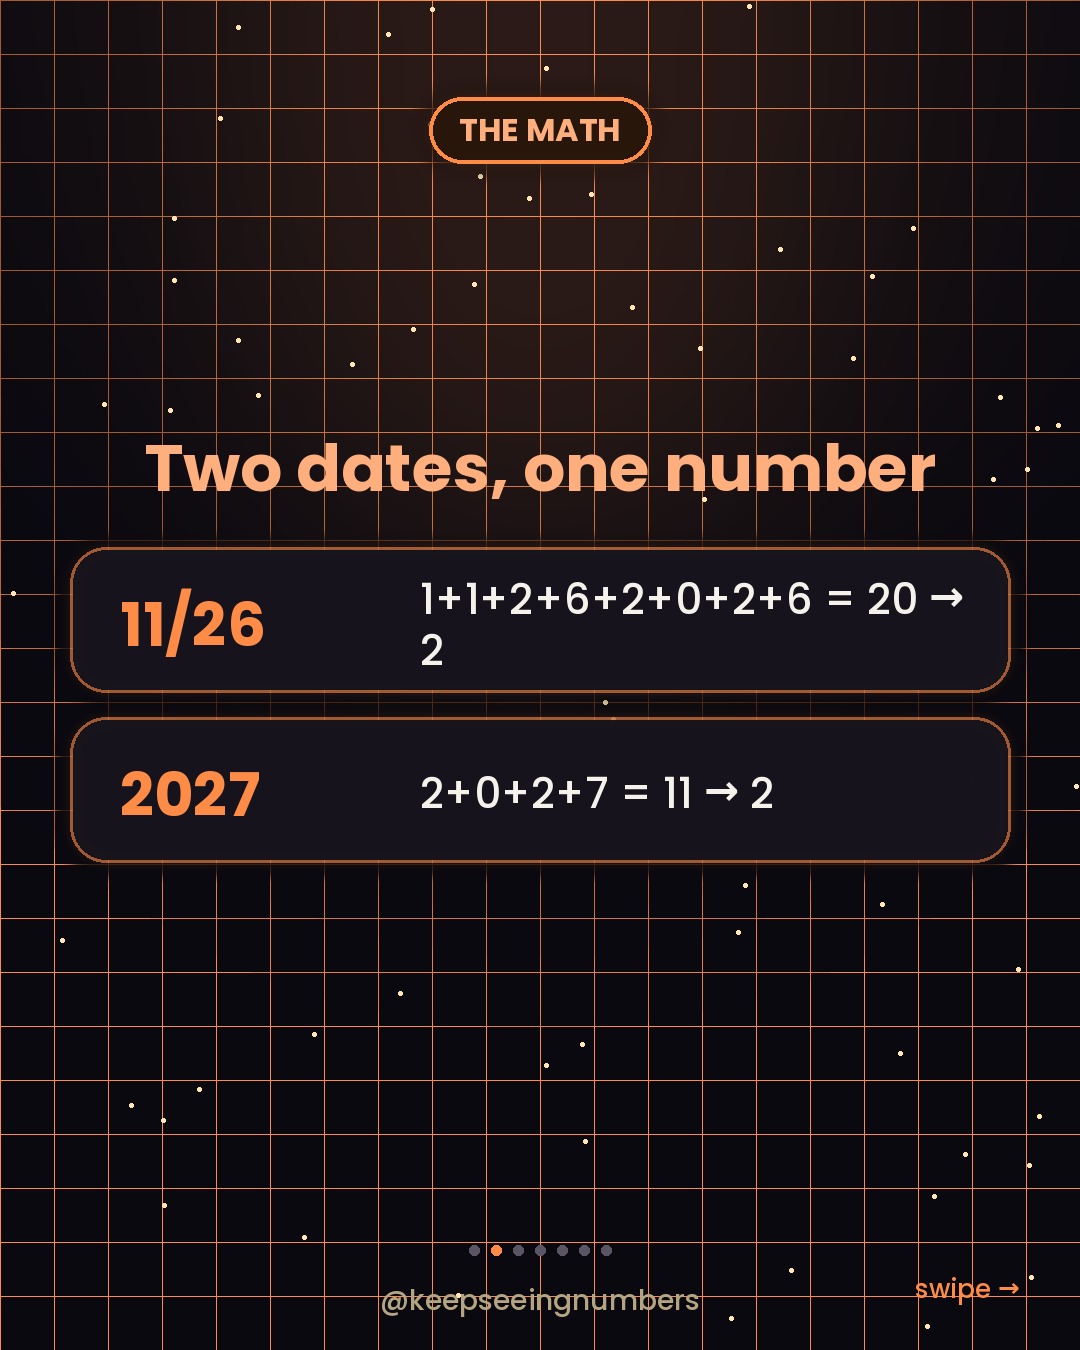 THE MATH
Two dates, one number
11/26
1+1+2+6+2+0+2+6 = 20 →
2
2027
2+0+2+7 = 11 → 2
@keepseeingnumbers
swipe →